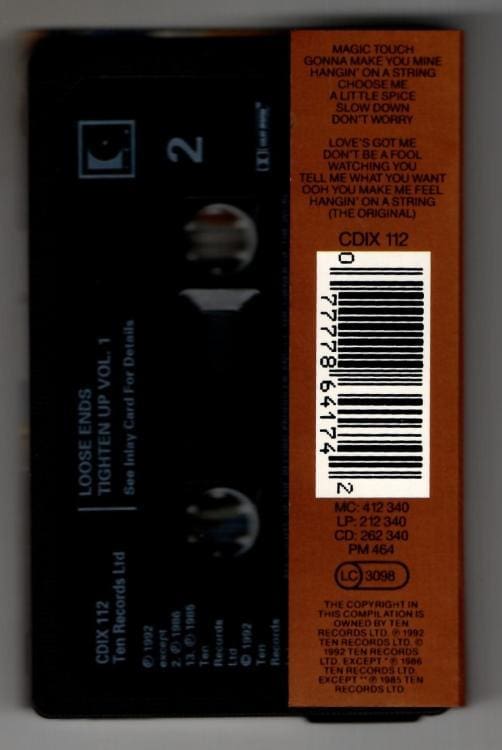 MAGIC TOUCH
GONNA MAKE YOU MINE
HANGIN' ON A STRING
CHOOSE ME
A LITTLE SPICE
SLOW DOWN
DON'T WORRY
LOVE'S GOT ME
DON'T BE A FOOL
WATCHING YOU
TELL ME WHAT YOU WANT
OOH YOU MAKE ME FEEL
HANGIN' ON A STRING
(THE ORIGINAL)
CDIX 112
0 77778 64174 2
MC: 412 340
LP: 212 340
CD: 262 340
PM 464
LC 3098
THE COPYRIGHT IN
THIS COMPILATION IS
OWNED BY TEN
RECORDS LTD. ℗ 1992
TEN RECORDS LTD. ©
1992 TEN RECORDS
LTD. EXCEPT * ℗ 1986
TEN RECORDS LTD
EXCEPT ** ℗ 1985 TEN
RECORDS LTD
2
LOOSE ENDS
TIGHTEN UP VOL. 1
See Inlay Card For Details
CDIX 112
Ten Records Ltd
℗ 1992
except
2. ℗ 1986
13. ℗ 1985
Ten
Records
Ltd
© 1992
Ten
Records